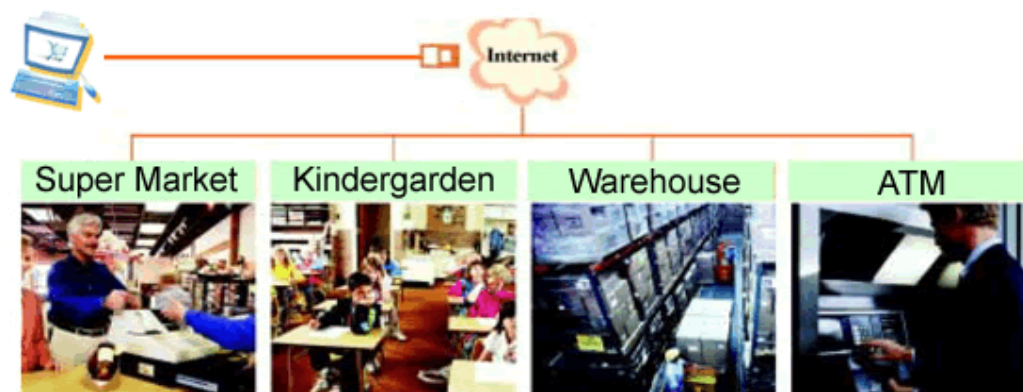 Internet
Super Market
Kindergarden
Warehouse
ATM